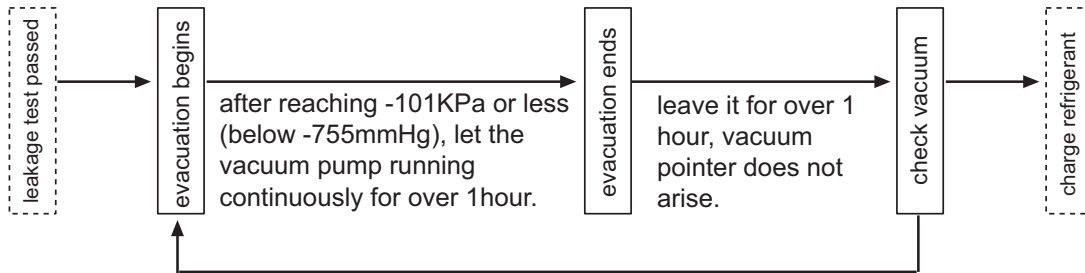 leakage test passed
evacuation begins
after reaching -101KPa or less
(below -755mmHg), let the
vacuum pump running
continuously for over 1hour.
evacuation ends
leave it for over 1
hour, vacuum
pointer does not
arise.
check vacuum
charge refrigerant